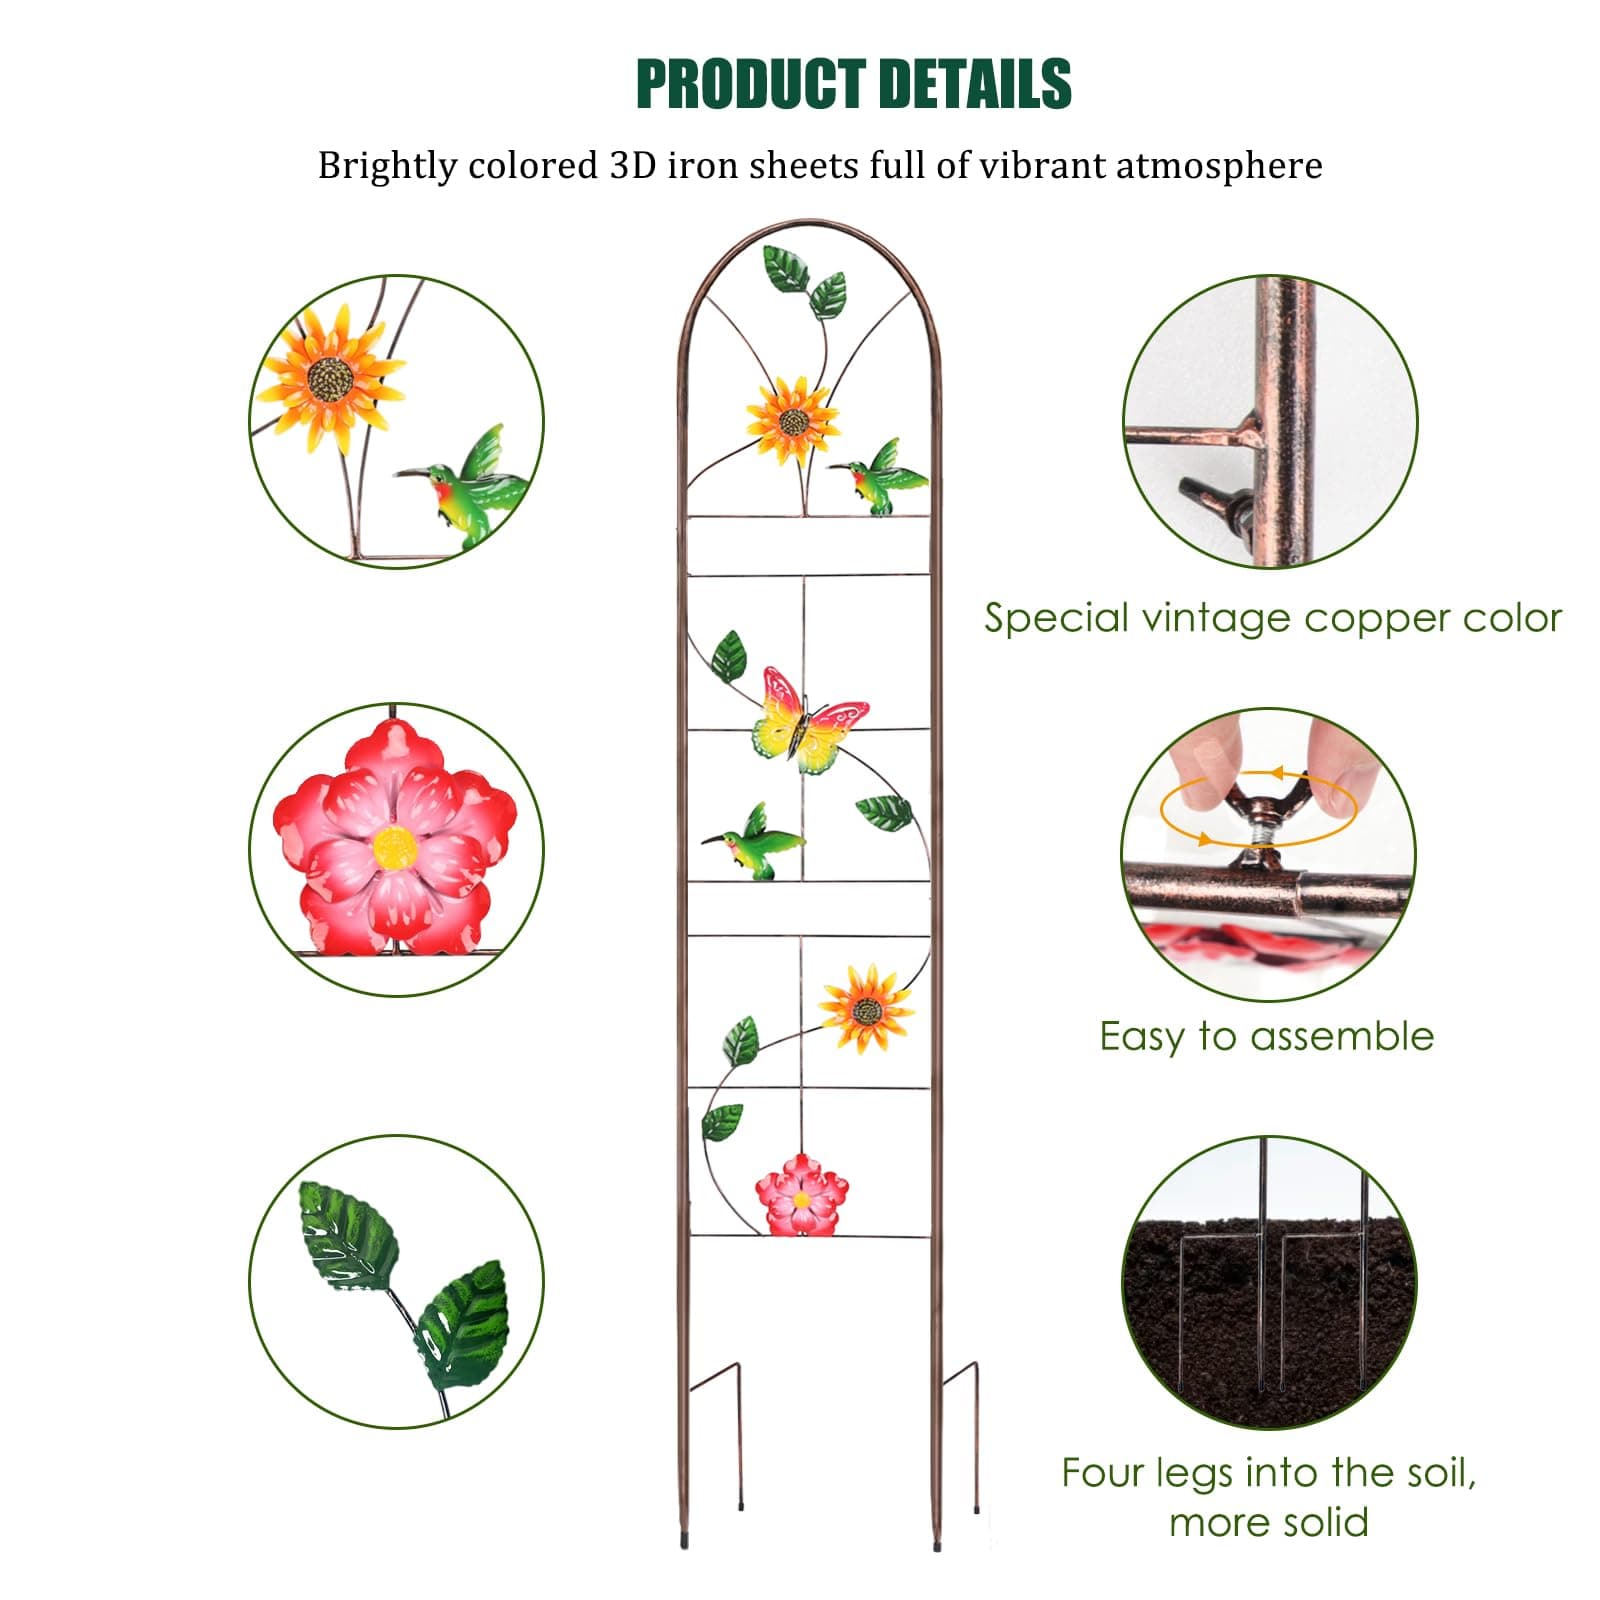 PRODUCT DETAILS
Brightly colored 3D iron sheets full of vibrant atmosphere
Special vintage copper color
Easy to assemble
Four legs into the soil,
more solid